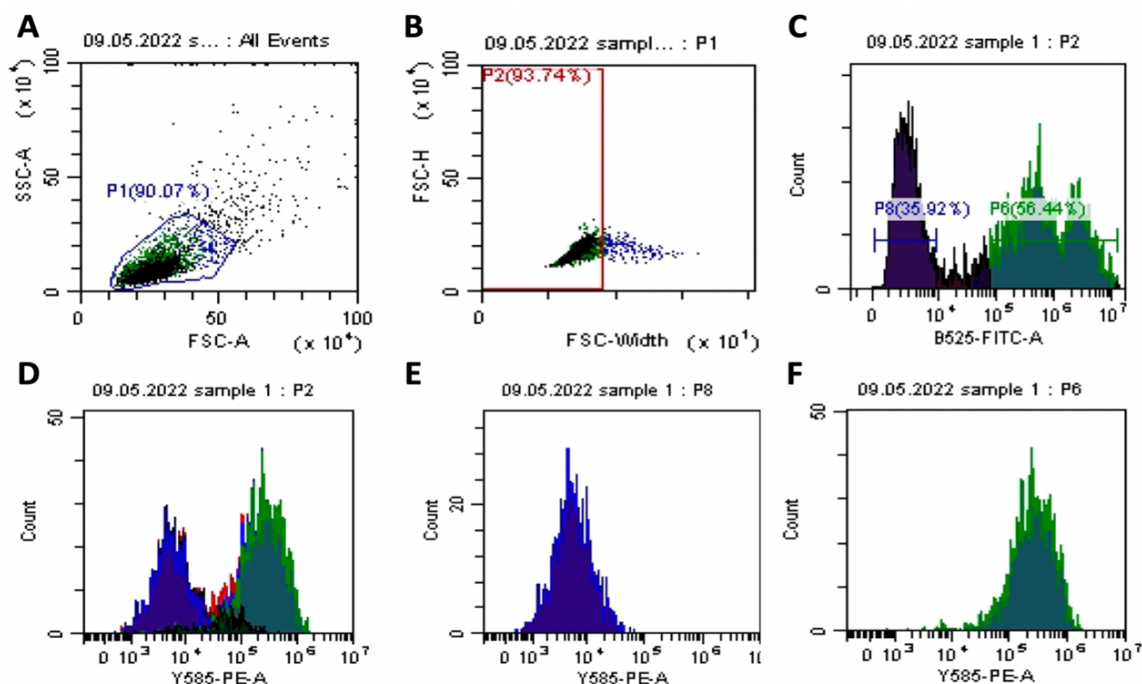 A
09.05.2022 s... : All Events
SSC-A (x 10⁴)
100
50
0
P1(90.07%)
0 50 100
FSC-A (x 10⁴)
B
09.05.2022 sampl... : P1
FSC-H (x 10⁴)
100
50
0
P2(93.74%)
0
FSC-Width (x 10¹)
C
09.05.2022 sample 1 : P2
Count
0
P8(35.92%) P6(56.44%)
0 10⁴ 10⁵ 10⁶ 10⁷
B525-FITC-A
D
09.05.2022 sample 1 : P2
Count
50
0
0 10³ 10⁴ 10⁵ 10⁶ 10⁷
Y585-PE-A
E
09.05.2022 sample 1 : P8
Count
20
0
0 10³ 10⁴ 10⁵ 10⁶
Y585-PE-A
F
09.05.2022 sample 1 : P6
Count
50
0
0 10³ 10⁴ 10⁵ 10⁶ 10⁷
Y585-PE-A